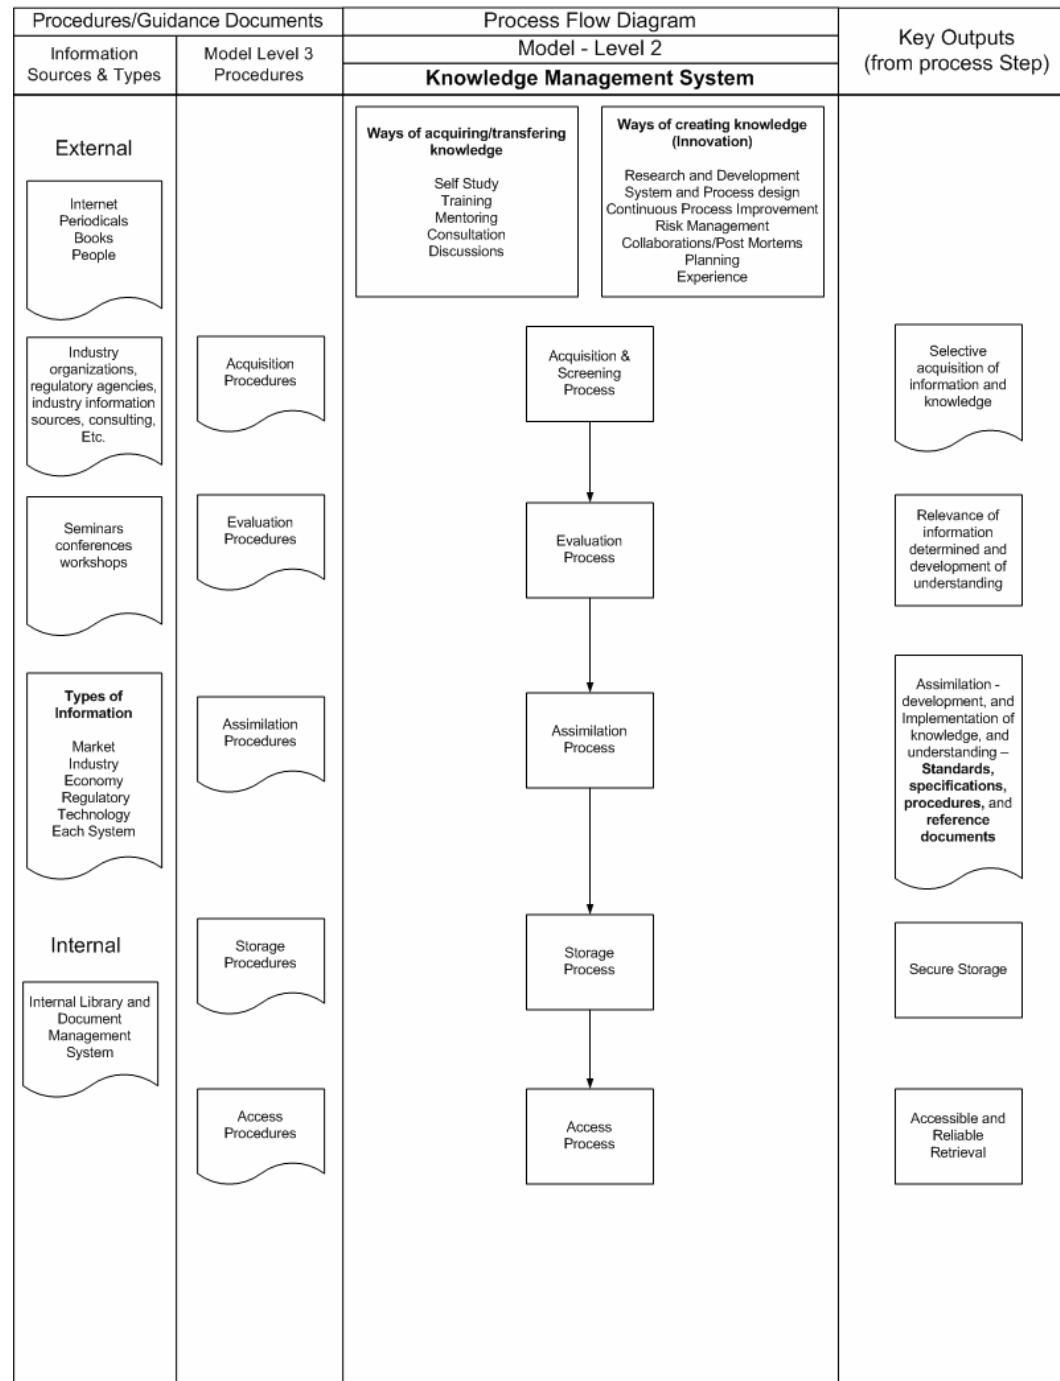 Procedures/Guidance Documents
Process Flow Diagram
Key Outputs
(from process Step)
Information
Sources & Types
Model Level 3
Procedures
Model - Level 2
Knowledge Management System
External
Internet
Periodicals
Books
People
Industry
organizations,
regulatory agencies,
industry information
sources, consulting,
Etc.
Seminars
conferences
workshops
Types of
Information
Market
Industry
Economy
Regulatory
Technology
Each System
Internal
Internal Library and
Document
Management
System
Acquisition
Procedures
Evaluation
Procedures
Assimilation
Procedures
Storage
Procedures
Access
Procedures
Ways of acquiring/transfering
knowledge
Self Study
Training
Mentoring
Consultation
Discussions
Ways of creating knowledge
(Innovation)
Research and Development
System and Process design
Continuous Process Improvement
Risk Management
Collaborations/Post Mortems
Planning
Experience
Acquisition &
Screening
Process
Evaluation
Process
Assimilation
Process
Storage
Process
Access
Process
Selective
acquisition of
information and
knowledge
Relevance of
information
determined and
development of
understanding
Assimilation -
development, and
Implementation of
knowledge, and
understanding –
Standards,
specifications,
procedures, and
reference
documents
Secure Storage
Accessible and
Reliable
Retrieval